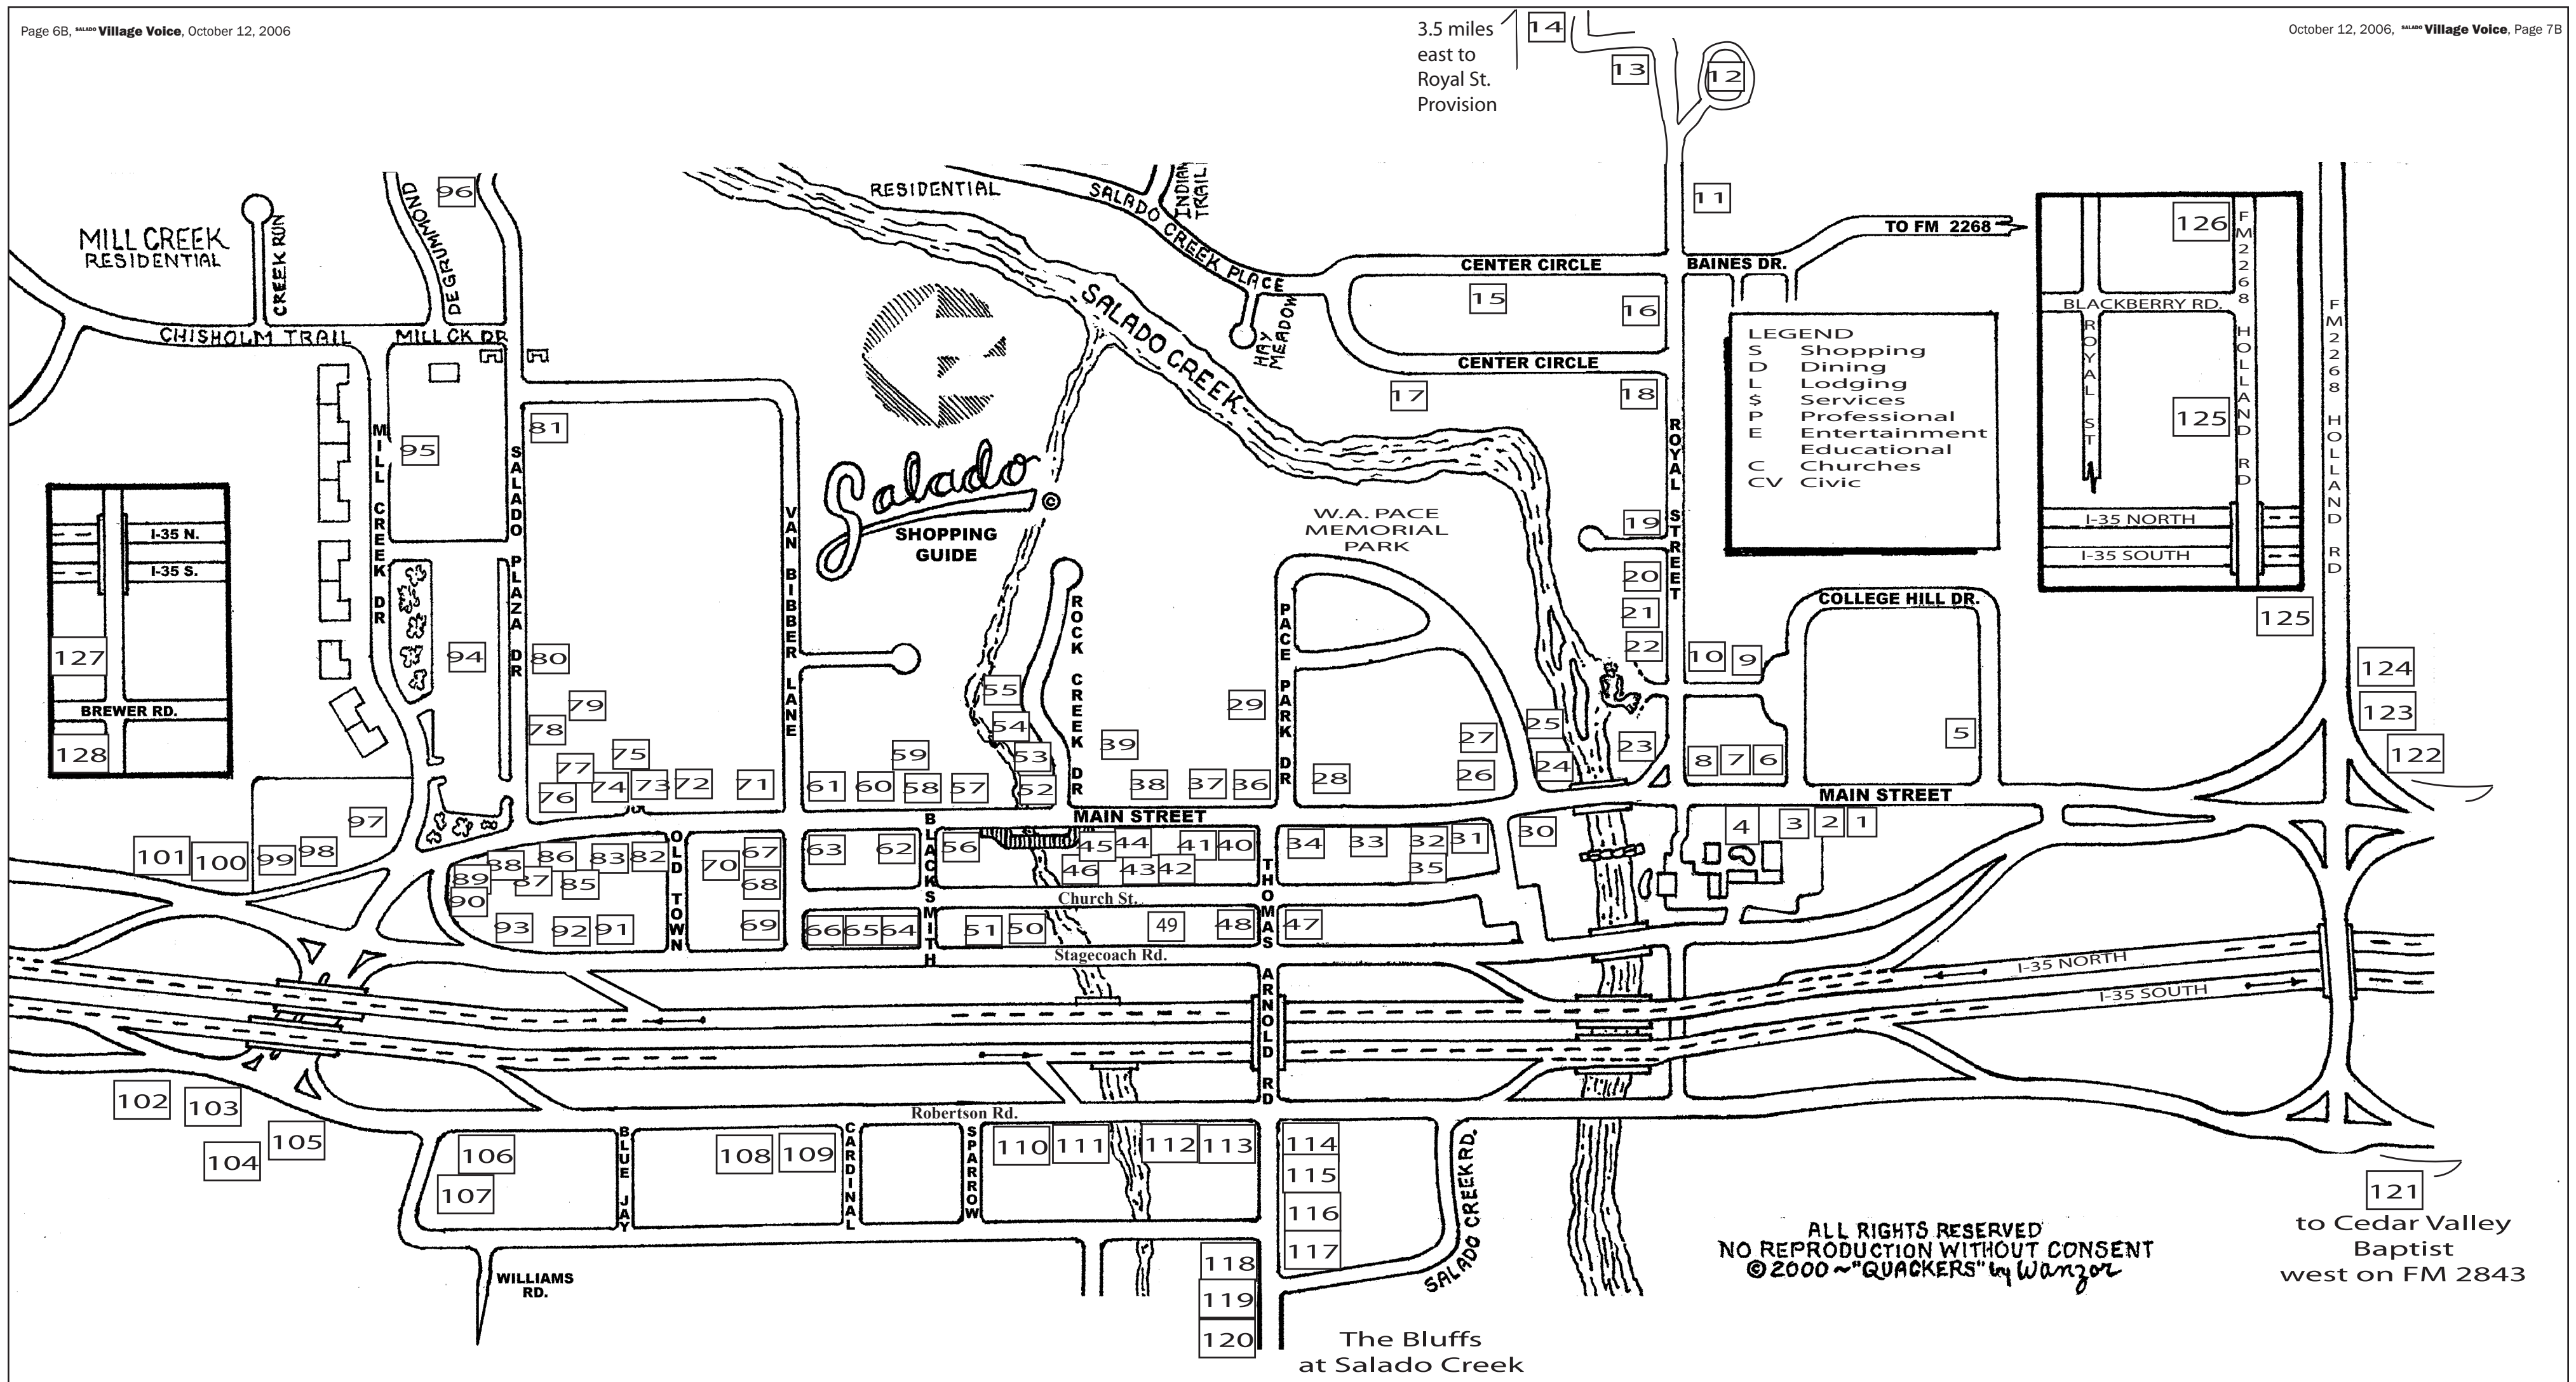 Page 6B, SALADO Village Voice, October 12, 2006
October 12, 2006, SALADO Village Voice, Page 7B
3.5 miles
east to
Royal St.
Provision
14
13
12
11
96
RESIDENTIAL
SALADO CREEK PLACE
INDIAN
TRAIL
MILL CREEK
RESIDENTIAL
CREEK RUN
DEGRUMMOND
TO FM 2268
126
FM 2268 HOLLAND RD
CENTER CIRCLE
BAINES DR.
15
16
HAY
MEADOW
BLACKBERRY RD.
ROYAL ST
FM 2268 HOLLAND RD
CHISHOLM TRAIL
MILL CK DR
SALADO CREEK
CENTER CIRCLE
17
18
LEGEND
S Shopping
D Dining
L Lodging
$ Services
P Professional
E Entertainment
Educational
C Churches
CV Civic
125
81
95
MILL CREEK DR
SALADO PLAZA DR
VAN BIBBER LANE
Salado ©
SHOPPING
GUIDE
W.A. PACE
MEMORIAL
PARK
ROYAL STREET
19
20
21
22
I-35 NORTH
I-35 SOUTH
I-35 N.
I-35 S.
127
BREWER RD.
128
ROCK CREEK DR
PACE PARK DR
COLLEGE HILL DR.
125
124
123
122
94
80
79
78
77
75
76
74
73
72
71
61
60
59
58
57
55
54
53
52
39
38
37
36
29
28
27
26
25
24
23
10
9
8
7
6
5
MAIN STREET
MAIN STREET
4
3
2
1
97
101
100
99
98
88
86
83
82
89
87
85
90
93
92
91
OLD TOWN
70
67
68
69
63
62
BLACKSMITH
56
45
44
41
40
46
43
42
THOMAS ARNOLD RD
34
33
32
31
35
30
Church St.
66
65
64
51
50
49
48
47
Stagecoach Rd.
I-35 NORTH
I-35 SOUTH
102
103
104
105
Robertson Rd.
106
107
BLUE JAY
108
109
CARDINAL
SPARROW
110
111
112
113
114
115
116
117
SALADO CREEK RD.
118
119
120
WILLIAMS
RD.
The Bluffs
at Salado Creek
ALL RIGHTS RESERVED
NO REPRODUCTION WITHOUT CONSENT
© 2000 ~ "QUACKERS" by Wanzor
121
to Cedar Valley
Baptist
west on FM 2843